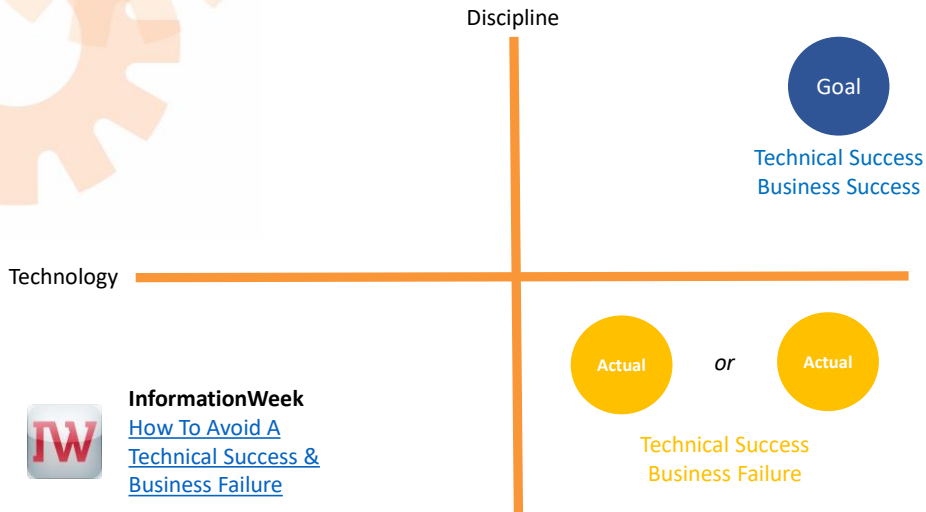 Discipline
Goal
Technical Success
Business Success
Technology
Actual
or
Actual
Technical Success
Business Failure
IW
InformationWeek
How To Avoid A
Technical Success &
Business Failure